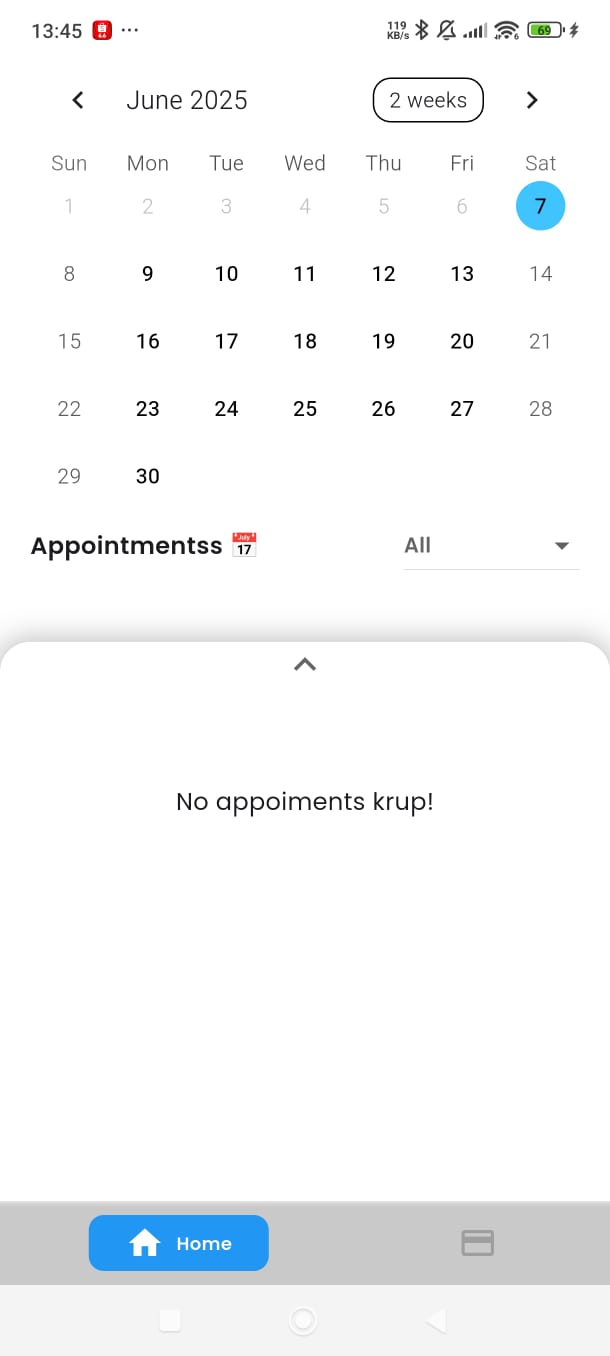 13:45 ... 119 KB/s 69
June 2025 2 weeks
Sun Mon Tue Wed Thu Fri Sat
1 2 3 4 5 6 7
8 9 10 11 12 13 14
15 16 17 18 19 20 21
22 23 24 25 26 27 28
29 30
Appointmentss July 17 All
No appoiments krup!
Home